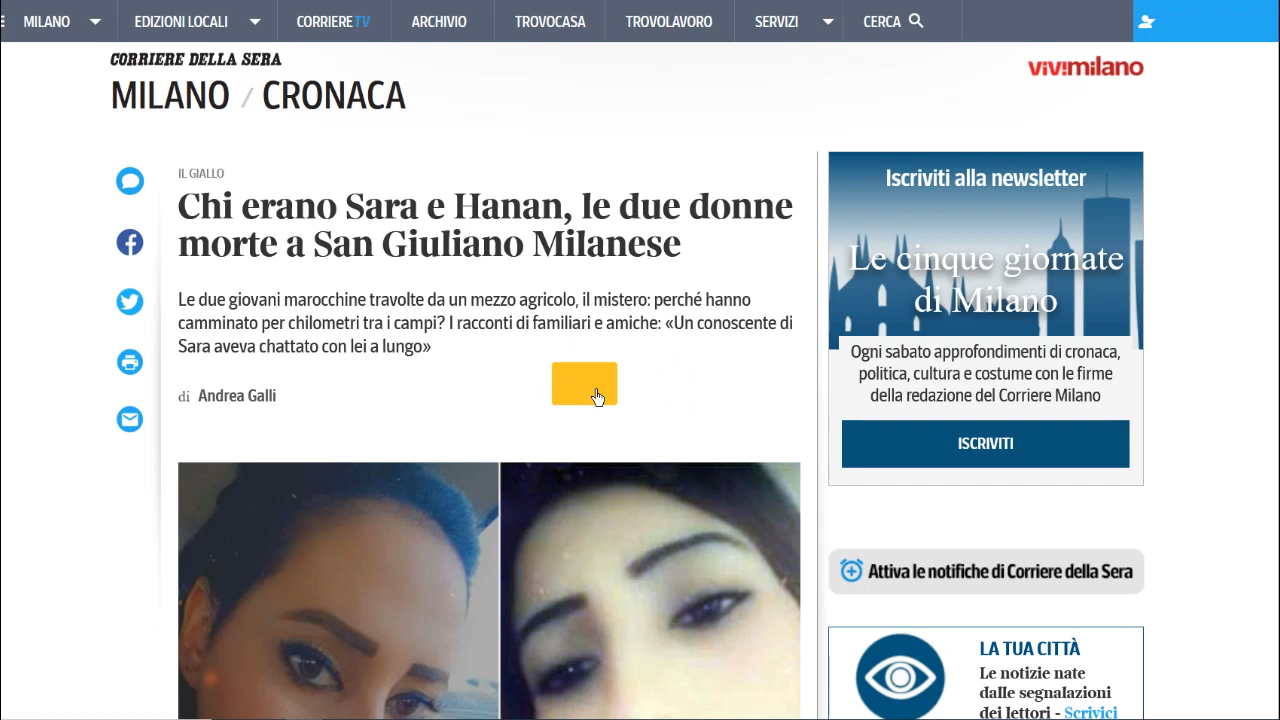 MILANO
EDIZIONI LOCALI
CORRIERETV
ARCHIVIO
TROVOCASA
TROVOLAVORO
SERVIZI
CERCA
CORRIERE DELLA SERA
MILANO / CRONACA
vivimilano
IL GIALLO
Chi erano Sara e Hanan, le due donne
morte a San Giuliano Milanese
Le due giovani marocchine travolte da un mezzo agricolo, il mistero: perché hanno
camminato per chilometri tra i campi? I racconti di familiari e amiche: «Un conoscente di
Sara aveva chattato con lei a lungo»
di Andrea Galli
Iscriviti alla newsletter
Le cinque giornate
di Milano
Ogni sabato approfondimenti di cronaca,
politica, cultura e costume con le firme
della redazione del Corriere Milano
ISCRIVITI
Attiva le notifiche di Corriere della Sera
LA TUA CITTÀ
Le notizie nate
dalle segnalazioni
dei lettori - Scrivici